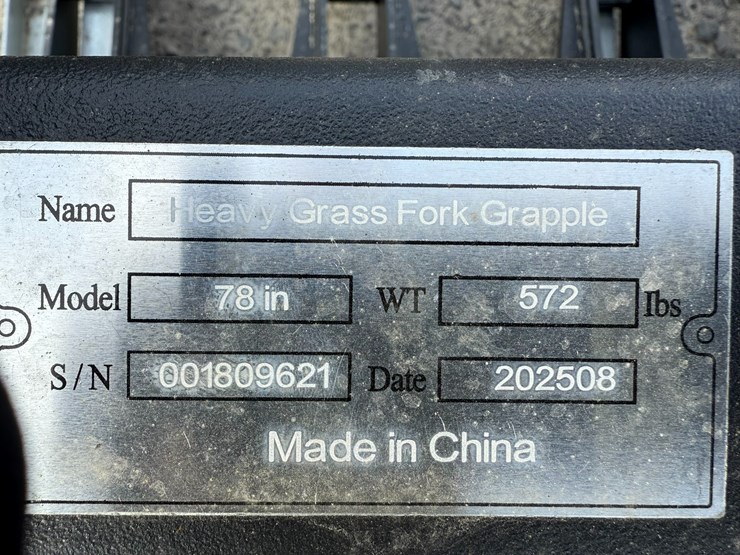 Name Heavy Grass Fork Grapple
Model 78 in WT 572 lbs
S/N 001809621 Date 202508
Made in China